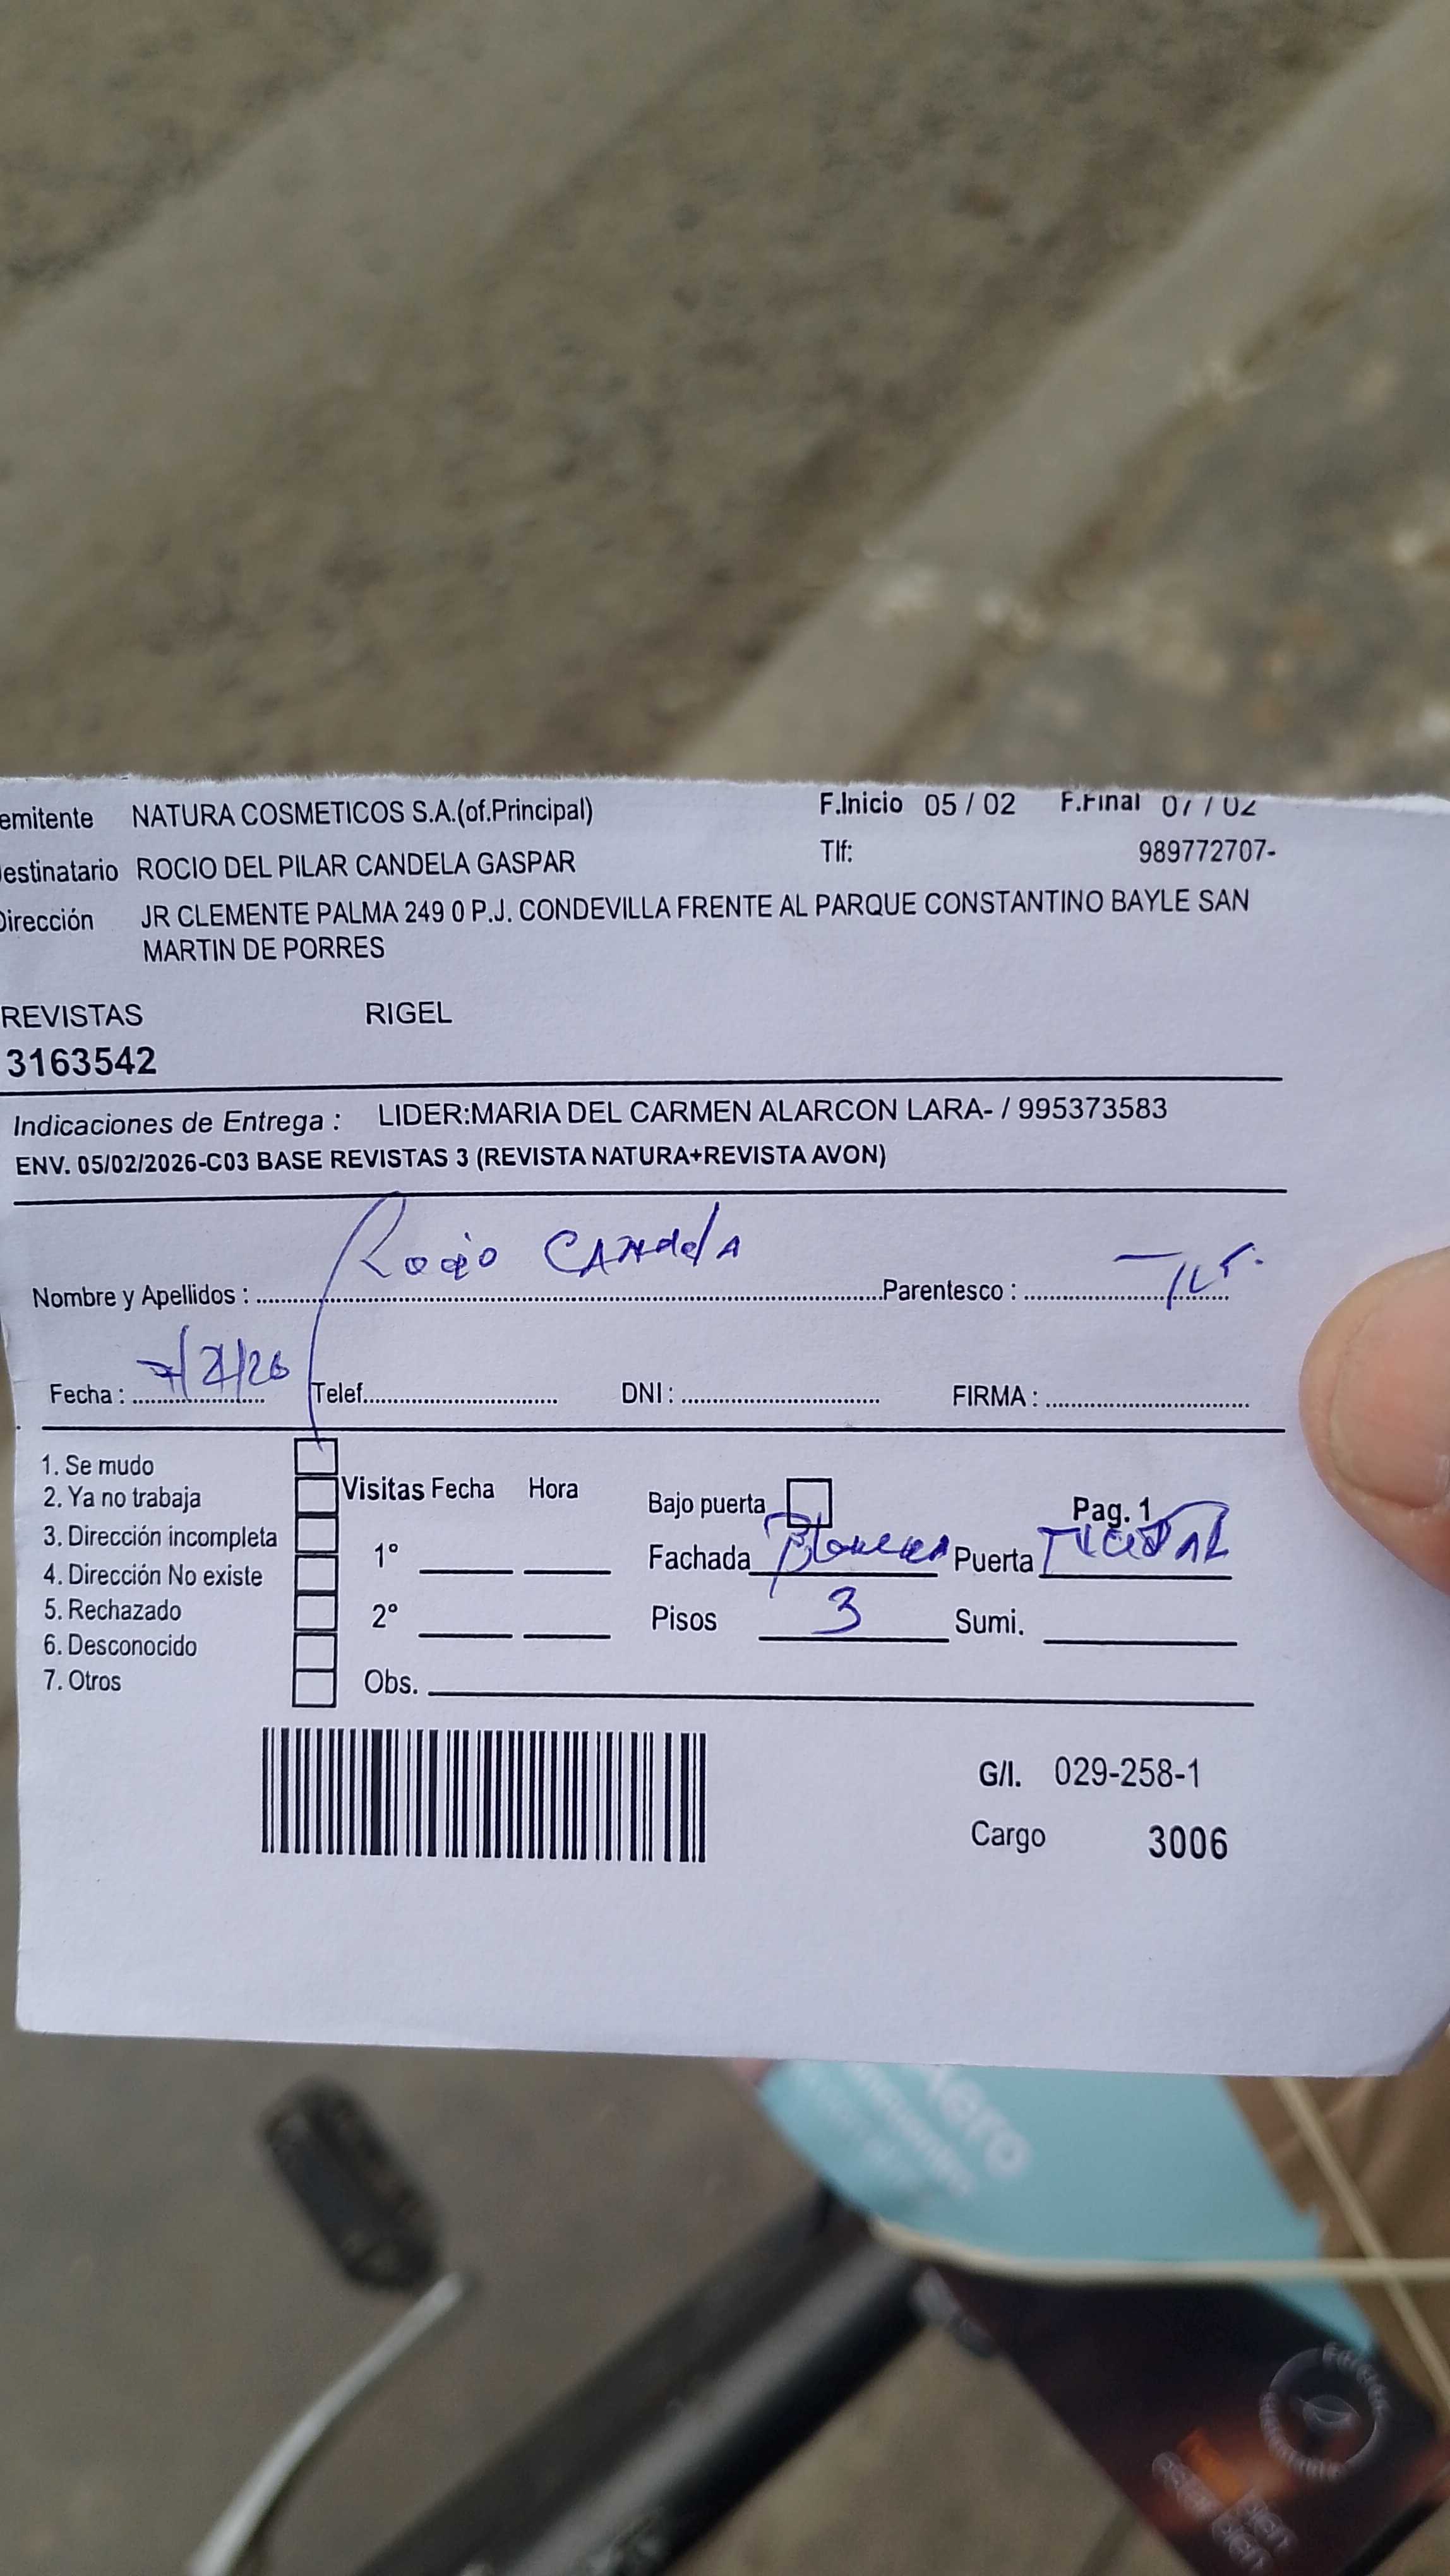 emitente NATURA COSMETICOS S.A.(of.Principal) F.Inicio 05 / 02 F.Final 07 / 02
estinatario ROCIO DEL PILAR CANDELA GASPAR Tlf: 989772707-
Dirección JR CLEMENTE PALMA 249 0 P.J. CONDEVILLA FRENTE AL PARQUE CONSTANTINO BAYLE SAN
MARTIN DE PORRES
REVISTAS RIGEL
3163542
Indicaciones de Entrega : LIDER:MARIA DEL CARMEN ALARCON LARA- / 995373583
ENV. 05/02/2026-C03 BASE REVISTAS 3 (REVISTA NATURA+REVISTA AVON)
Nombre y Apellidos : Rocio CANdelA Parentesco : TIT.
Fecha : 7/2/26 Telef. DNI : FIRMA :
1. Se mudo
2. Ya no trabaja
3. Dirección incompleta
4. Dirección No existe
5. Rechazado
6. Desconocido
7. Otros
Visitas Fecha Hora
1°
2°
Obs.
Bajo puerta Pag. 1
Fachada Puerta
Pisos 3 Sumi.
G/I. 029-258-1
Cargo 3006
Aero